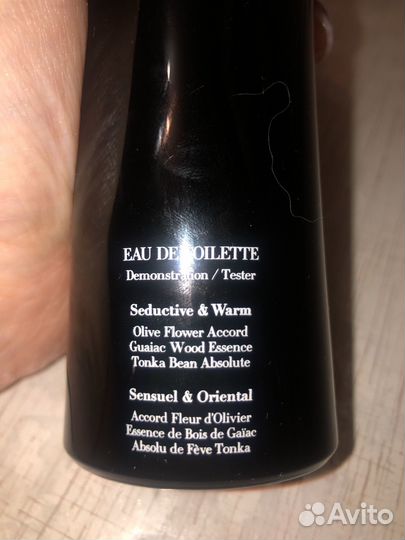 EAU DE TOILETTE
Demonstration / Tester
Seductive & Warm
Olive Flower Accord
Guaiac Wood Essence
Tonka Bean Absolute
Sensuel & Oriental
Accord Fleur d'Olivier
Essence de Bois de Gaïac
Absolu de Fève Tonka
Avito